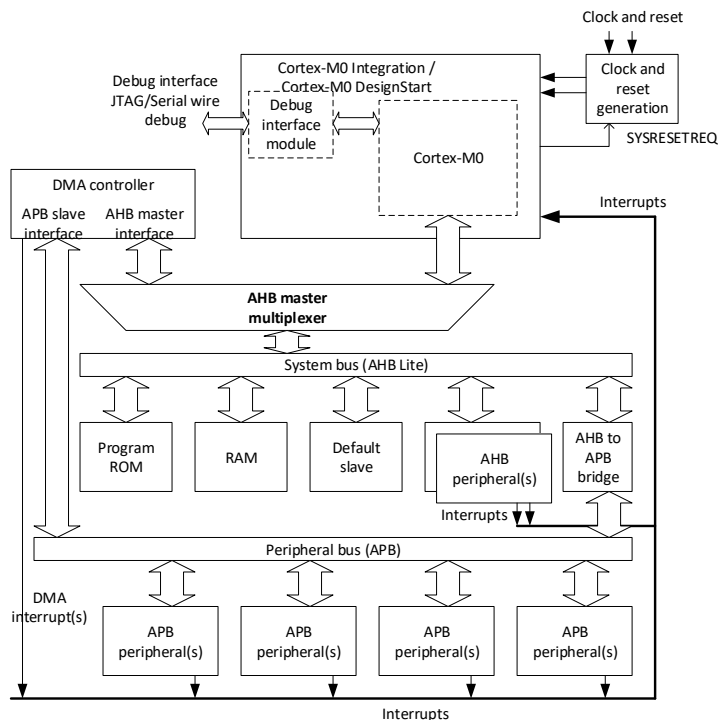 Clock and reset
Cortex-M0 Integration /
Cortex-M0 DesignStart
Clock and
reset
generation
Debug interface
JTAG/Serial wire
debug
Debug
interface
module
Cortex-M0
SYSRESETREQ
DMA controller
APB slave
interface
AHB master
interface
Interrupts
AHB master
multiplexer
System bus (AHB Lite)
Program
ROM
RAM
Default
slave
AHB
peripheral(s)
AHB to
APB
bridge
Interrupts
Peripheral bus (APB)
DMA
interrupt(s)
APB
peripheral(s)
APB
peripheral(s)
APB
peripheral(s)
APB
peripheral(s)
Interrupts